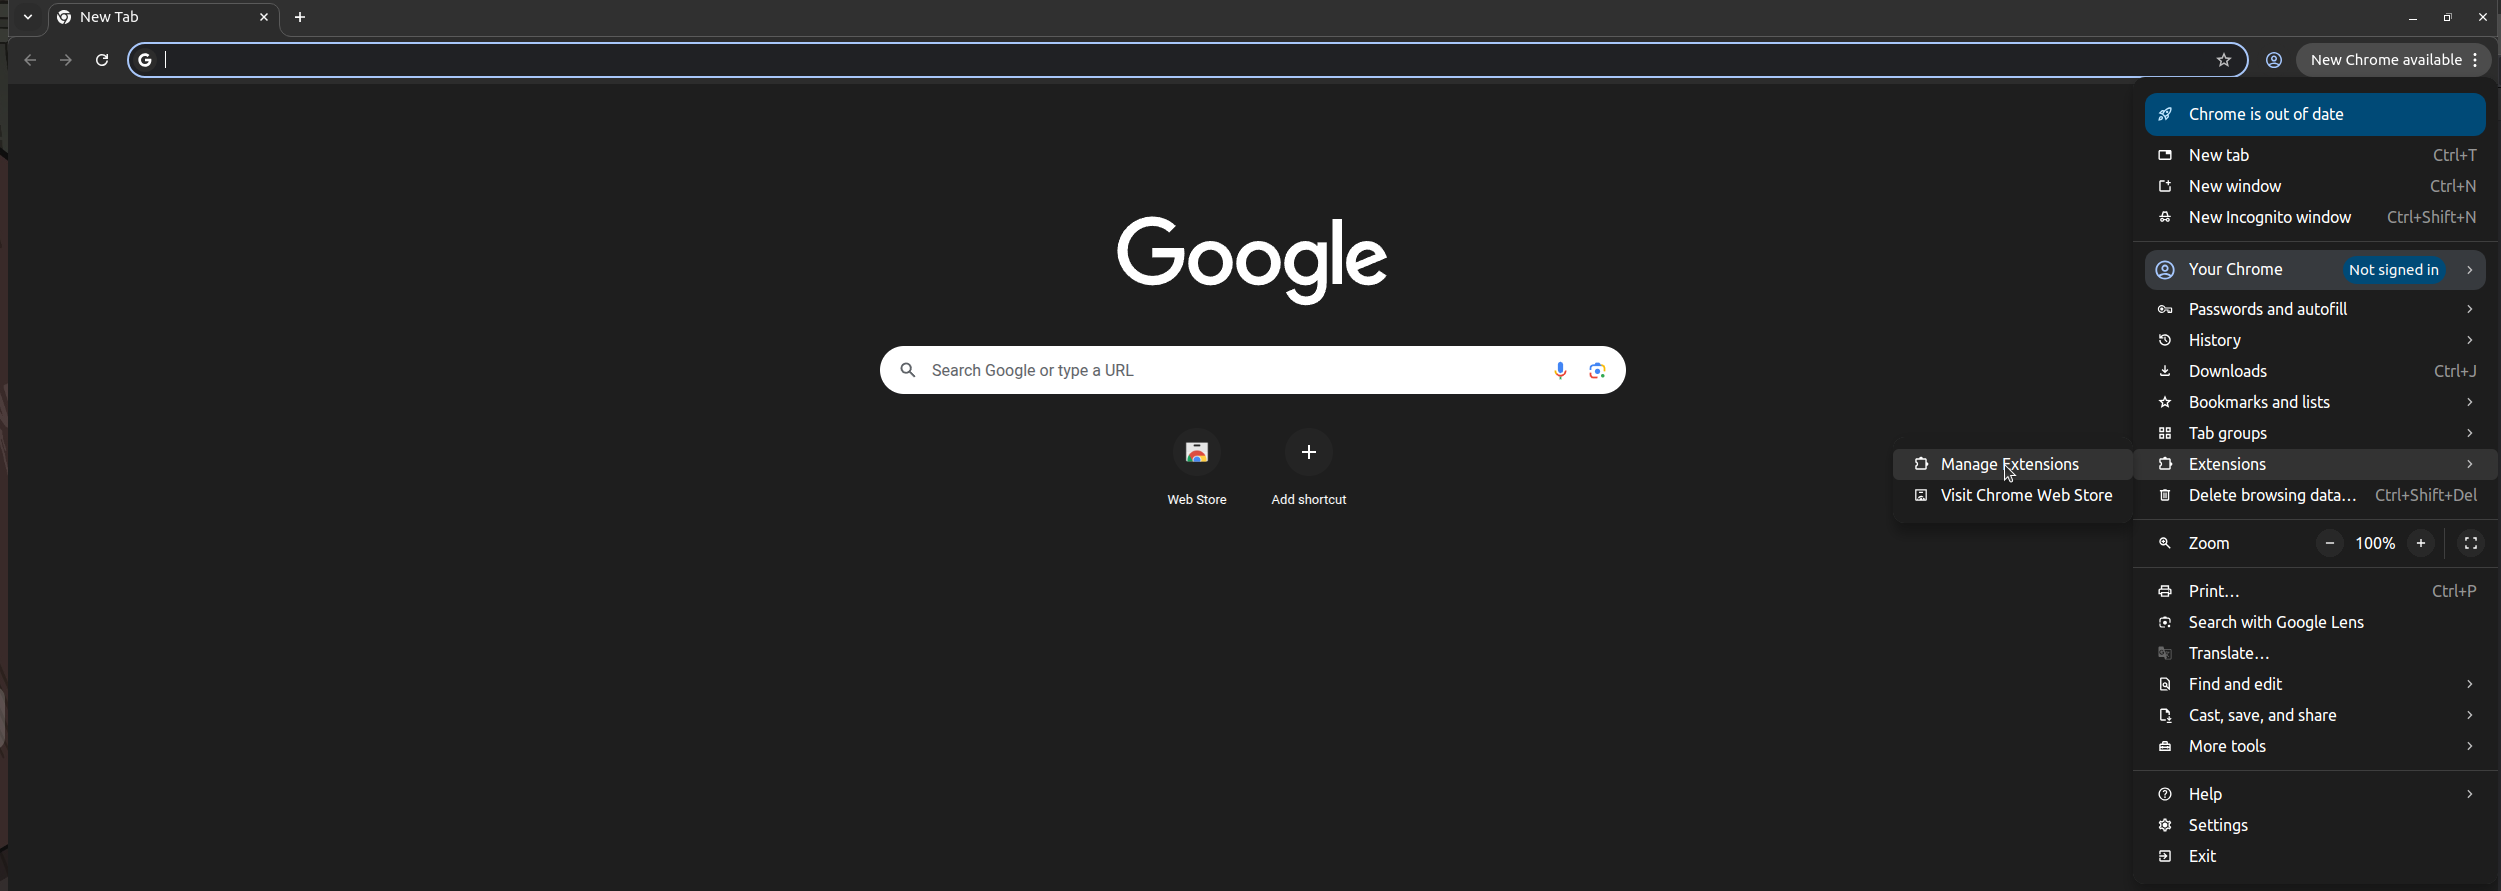 New Tab
New Chrome available
Chrome is out of date
New tab Ctrl+T
New window Ctrl+N
New Incognito window Ctrl+Shift+N
Your Chrome Not signed in
Passwords and autofill
History
Downloads Ctrl+J
Bookmarks and lists
Tab groups
Extensions
Delete browsing data... Ctrl+Shift+Del
Zoom − 100% +
Print... Ctrl+P
Search with Google Lens
Translate...
Find and edit
Cast, save, and share
More tools
Help
Settings
Exit
Manage Extensions
Visit Chrome Web Store
Google
Search Google or type a URL
Web Store
Add shortcut